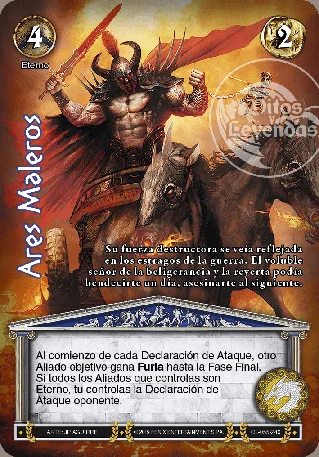 4
2
Eterno
Mitos
Leyendas
Ares Maleros
Su fuerza destructora se veía reflejada
en los estragos de la guerra. El voluble
señor de la beligerancia y la reyerta podía
bendecirte un día, asesinarte al siguiente.
Al comienzo de cada Declaración de Ataque, otro
Aliado objetivo gana Furia hasta la Fase Final.
Si todos los Aliados que controlas son
Eterno, tu controlas la Declaración de
Ataque oponente.